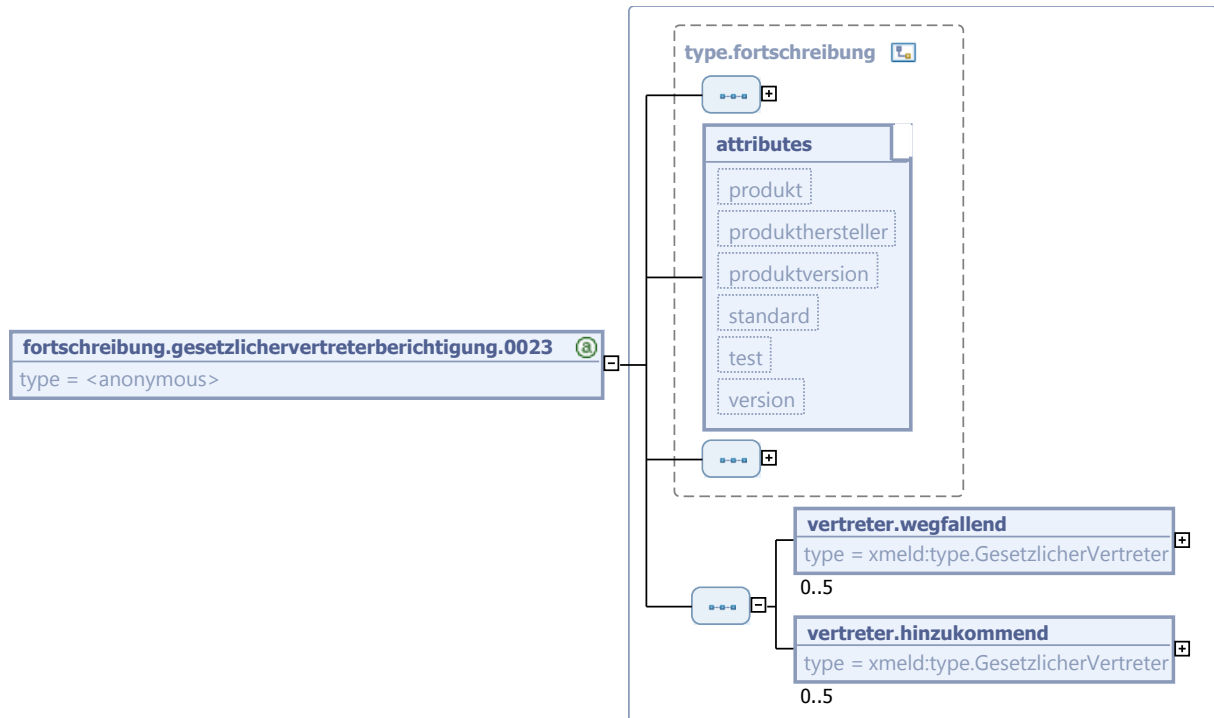 type.fortschreibung
attributes
produkt
produkthersteller
produktversion
standard
test
version
fortschreibung.gesetzlichervertreterberichtigung.0023 a
type = <anonymous>
vertreter.wegfallend
type = xmeld:type.GesetzlicherVertreter
0..5
vertreter.hinzukommend
type = xmeld:type.GesetzlicherVertreter
0..5